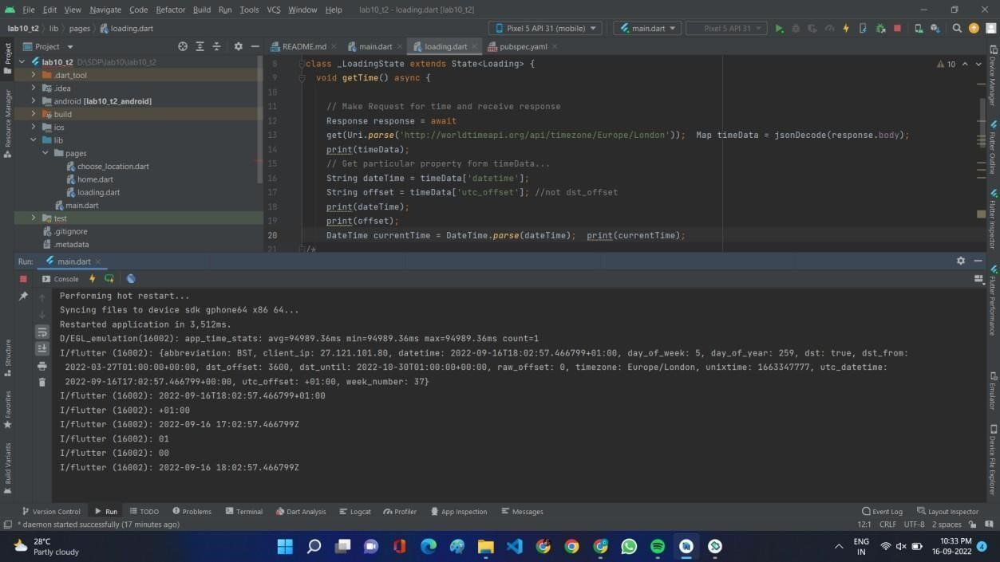 File Edit View Navigate Code Refactor Build Run Tools VCS Window Help lab10_t2 - loading.dart [lab10_t2]
lab10_t2 lib pages loading.dart Pixel 5 API 31 (mobile) main.dart Pixel 5 API 31
Project README.md main.dart loading.dart pubspec.yaml
lab10_t2 D:\SDP\lab10\lab10_t2
.dart_tool
.idea
android [lab10_t2_android]
build
ios
lib
pages
choose_location.dart
home.dart
loading.dart
main.dart
test
.gitignore
.metadata
8 class _LoadingState extends State<Loading> {
9 void getTime() async {
10
11 // Make Request for time and receive response
12 Response response = await
13 get(Uri.parse('http://worldtimeapi.org/api/timezone/Europe/London')); Map timeData = jsonDecode(response.body);
14 print(timeData);
15 // Get particular property form timeData...
16 String dateTime = timeData['datetime'];
17 String offset = timeData['utc_offset']; //not dst_offset
18 print(dateTime);
19 print(offset);
20 DateTime currentTime = DateTime.parse(dateTime); print(currentTime);
21 /*
10
Project
Resource Manager
Structure
Favorites
Build Variants
Device Manager
Flutter Outline
Flutter Inspector
Flutter Performance
Emulator
Device File Explorer
Run: main.dart
Console
Performing hot restart...
Syncing files to device sdk gphone64 x86 64...
Restarted application in 3,512ms.
D/EGL_emulation(16002): app_time_stats: avg=94989.36ms min=94989.36ms max=94989.36ms count=1
I/flutter (16002): {abbreviation: BST, client_ip: 27.121.101.80, datetime: 2022-09-16T18:02:57.466799+01:00, day_of_week: 5, day_of_year: 259, dst: true, dst_from:
2022-03-27T01:00:00+00:00, dst_offset: 3600, dst_until: 2022-10-30T01:00:00+00:00, raw_offset: 0, timezone: Europe/London, unixtime: 1663347777, utc_datetime:
2022-09-16T17:02:57.466799+00:00, utc_offset: +01:00, week_number: 37}
I/flutter (16002): 2022-09-16T18:02:57.466799+01:00
I/flutter (16002): +01:00
I/flutter (16002): 2022-09-16 17:02:57.466799Z
I/flutter (16002): 01
I/flutter (16002): 00
I/flutter (16002): 2022-09-16 18:02:57.466799Z
Version Control Run TODO Problems Terminal Dart Analysis Logcat Profiler App Inspection Messages Event Log Layout Inspector
* daemon started successfully (17 minutes ago) 12:1 CRLF UTF-8 2 spaces
28°C
Partly cloudy
ENG
IN
10:33 PM
16-09-2022
4